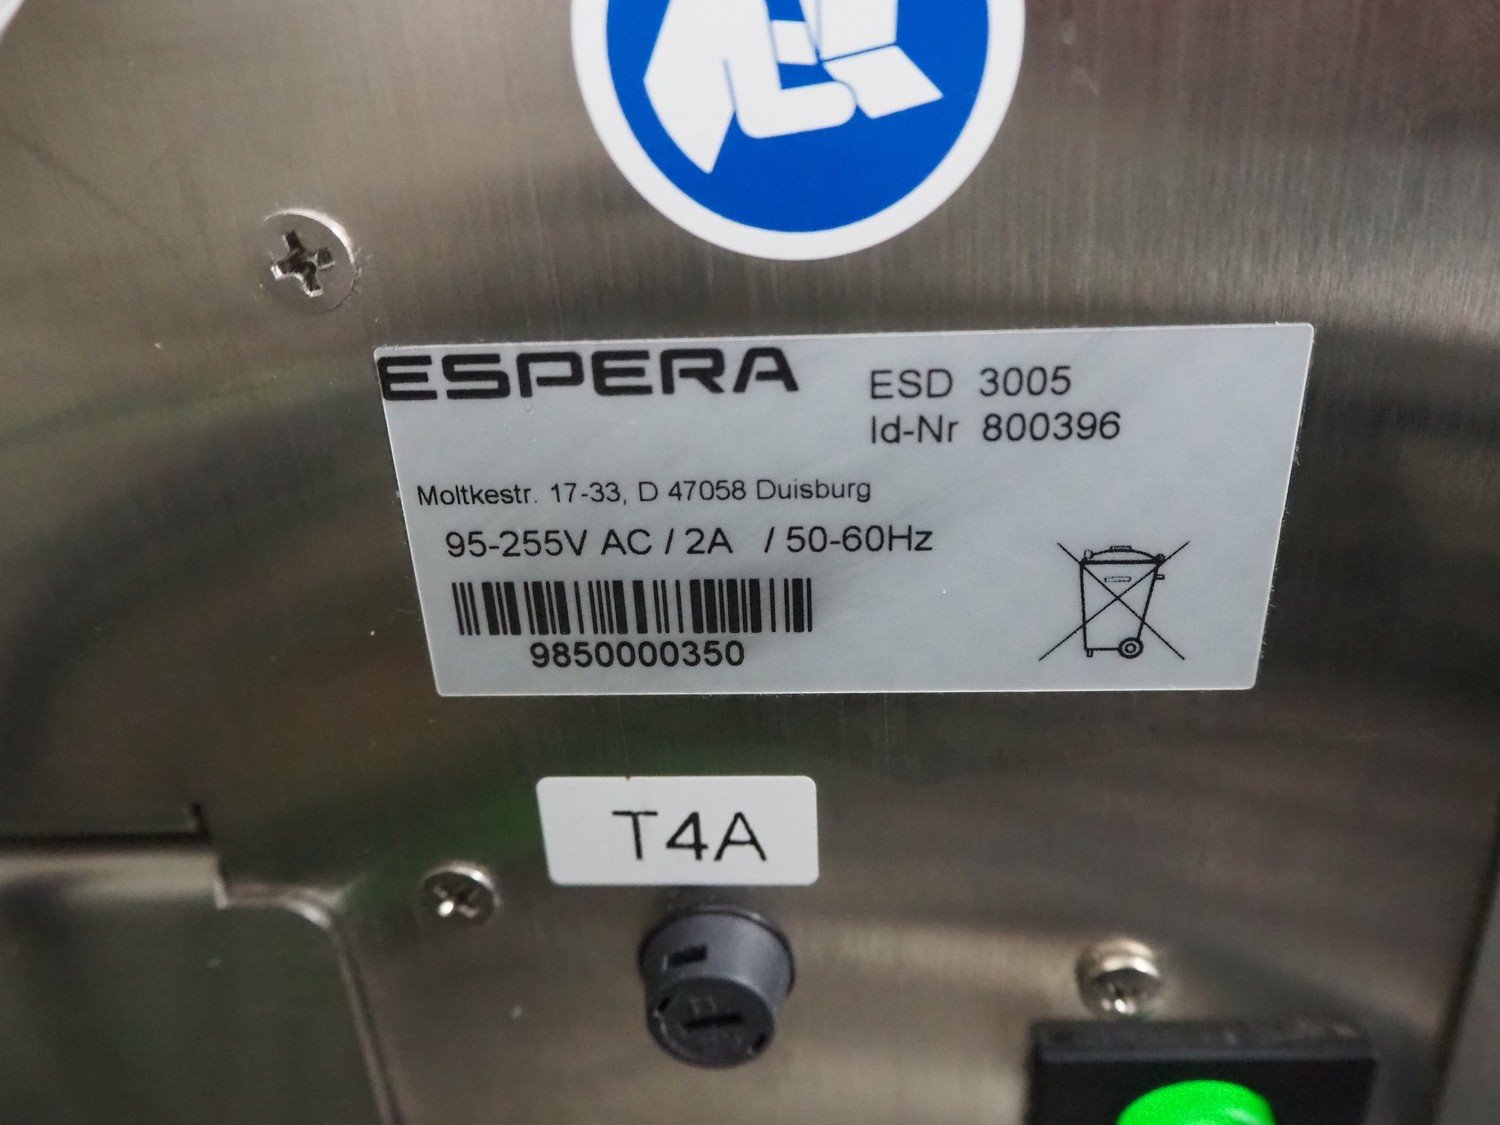 ESPERA
ESD 3005
Id-Nr 800396
Moltkestr. 17-33, D 47058 Duisburg
95-255V AC / 2A / 50-60Hz
9850000350
T4A